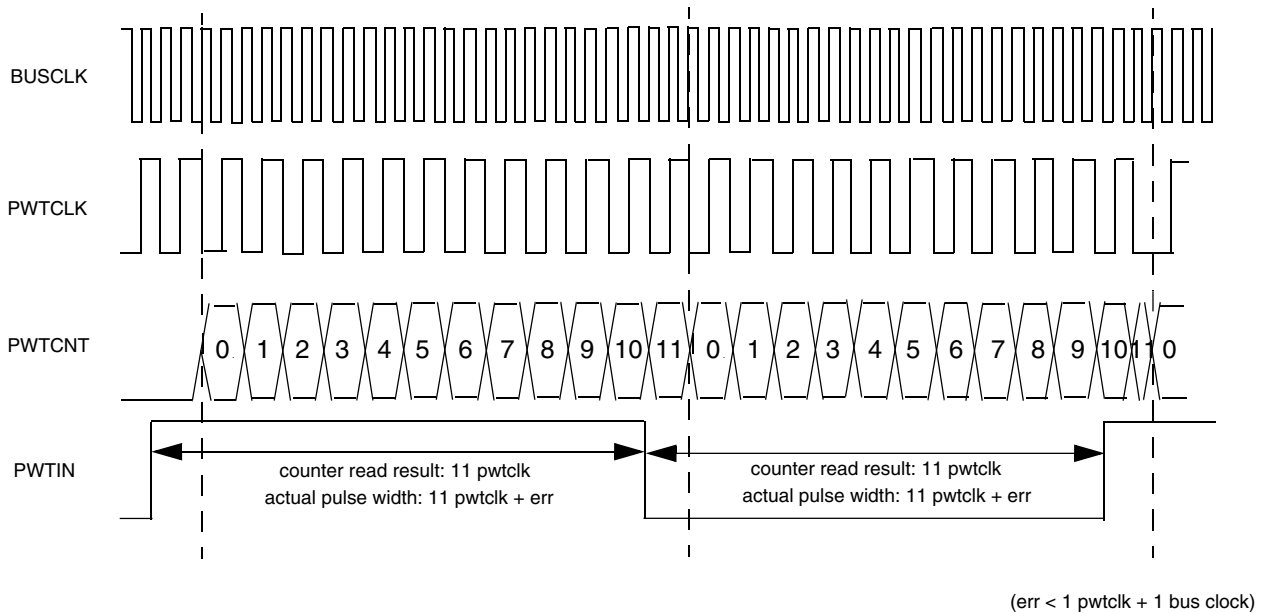 BUSCLK
PWTCLK
PWTCNT
0 1 2 3 4 5 6 7 8 9 10 11 0 1 2 3 4 5 6 7 8 9 10 11 0
PWTIN
counter read result: 11 pwtclk
actual pulse width: 11 pwtclk + err
counter read result: 11 pwtclk
actual pulse width: 11 pwtclk + err
(err < 1 pwtclk + 1 bus clock)